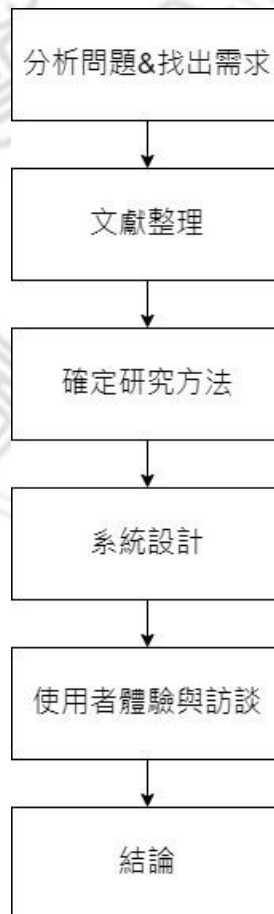 分析問題&找出需求
文獻整理
確定研究方法
系統設計
使用者體驗與訪談
結論